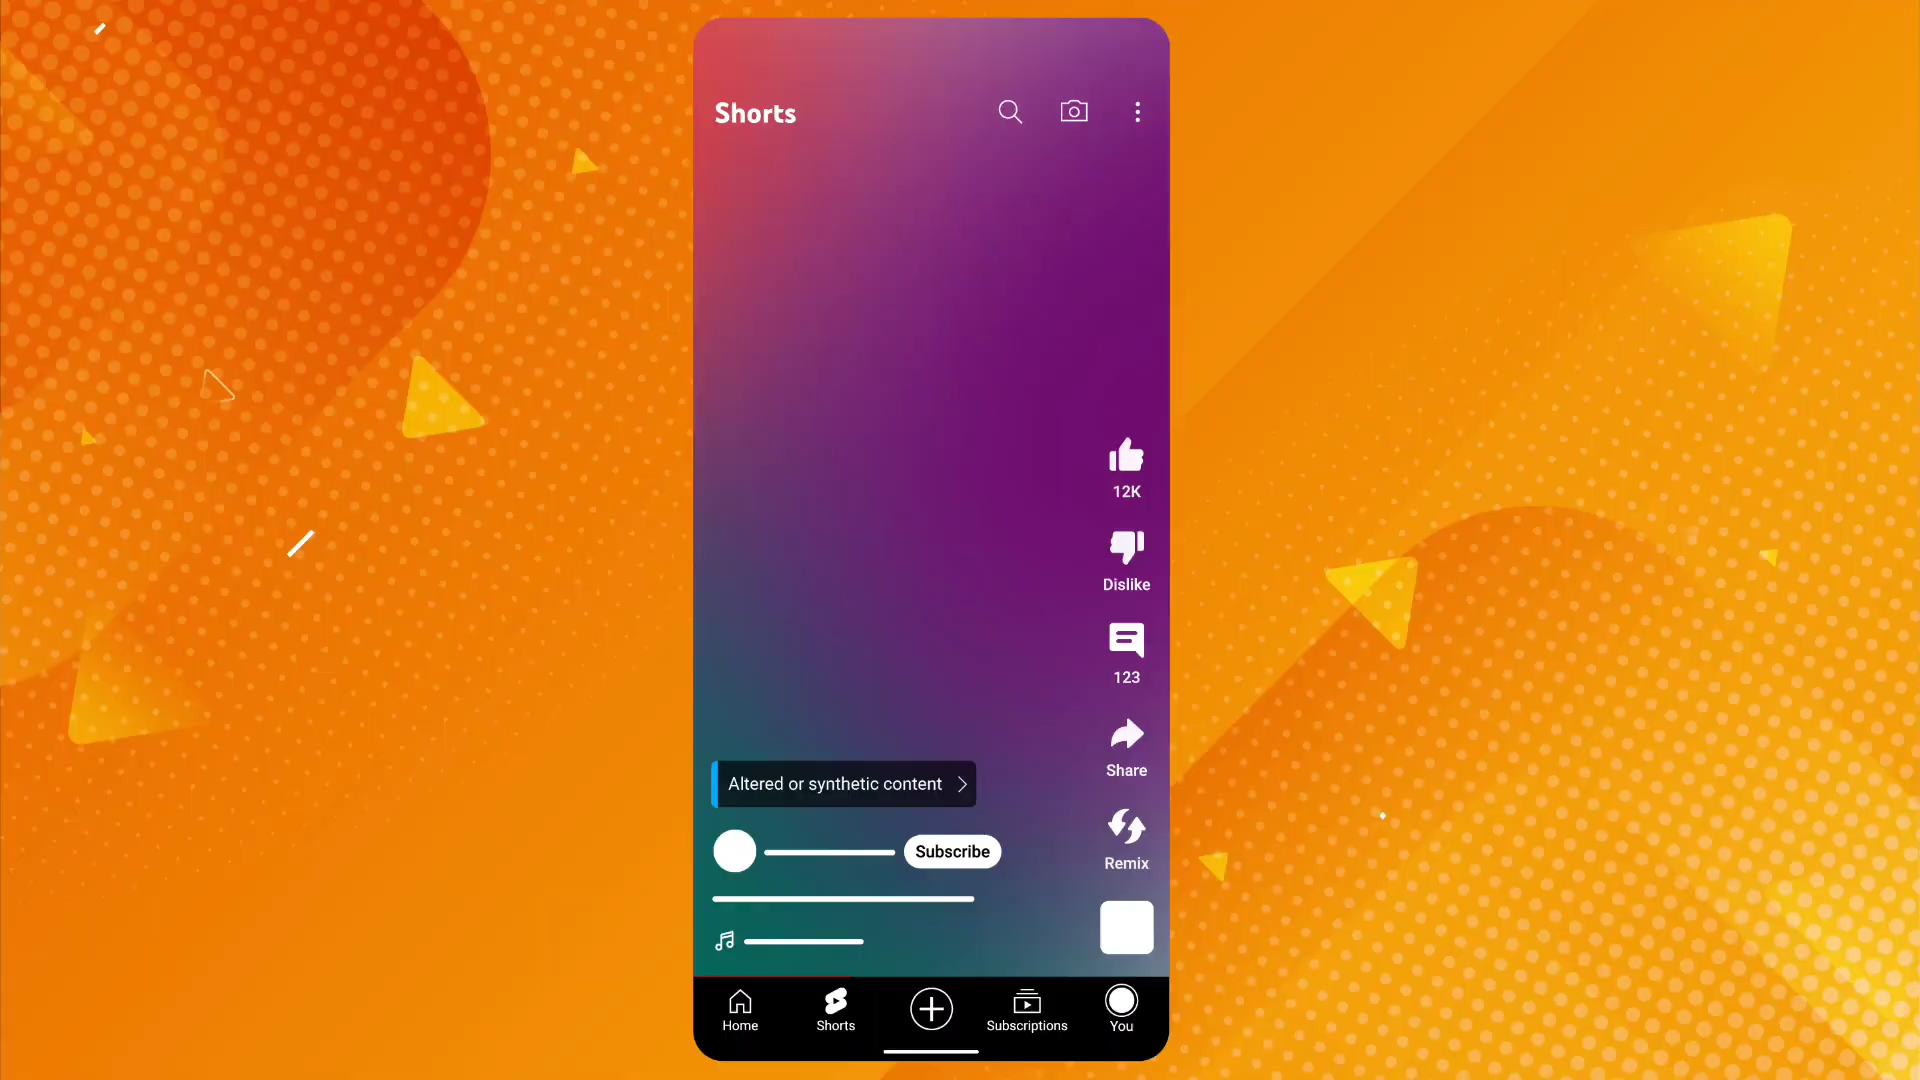 Shorts
12K
Dislike
123
Share
Altered or synthetic content
Subscribe
Remix
Home
Shorts
Subscriptions
You